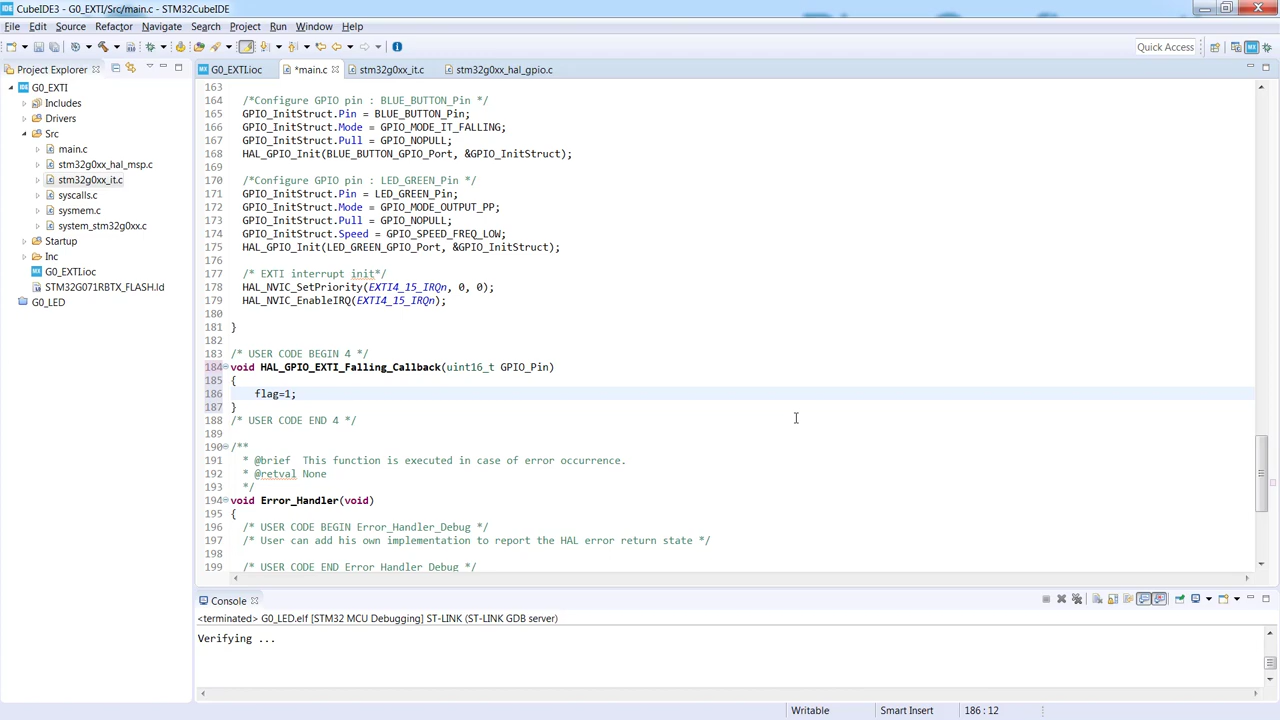 CubeIDE3 - G0_EXTI/Src/main.c - STM32CubeIDE
File Edit Source Refactor Navigate Search Project Run Window Help
Quick Access
Project Explorer
G0_EXTI.ioc *main.c stm32g0xx_it.c stm32g0xx_hal_gpio.c
G0_EXTI
Includes
Drivers
Src
main.c
stm32g0xx_hal_msp.c
stm32g0xx_it.c
syscalls.c
sysmem.c
system_stm32g0xx.c
Startup
Inc
G0_EXTI.ioc
STM32G071RBTX_FLASH.ld
G0_LED
163
164 /*Configure GPIO pin : BLUE_BUTTON_Pin */
165 GPIO_InitStruct.Pin = BLUE_BUTTON_Pin;
166 GPIO_InitStruct.Mode = GPIO_MODE_IT_FALLING;
167 GPIO_InitStruct.Pull = GPIO_NOPULL;
168 HAL_GPIO_Init(BLUE_BUTTON_GPIO_Port, &GPIO_InitStruct);
169
170 /*Configure GPIO pin : LED_GREEN_Pin */
171 GPIO_InitStruct.Pin = LED_GREEN_Pin;
172 GPIO_InitStruct.Mode = GPIO_MODE_OUTPUT_PP;
173 GPIO_InitStruct.Pull = GPIO_NOPULL;
174 GPIO_InitStruct.Speed = GPIO_SPEED_FREQ_LOW;
175 HAL_GPIO_Init(LED_GREEN_GPIO_Port, &GPIO_InitStruct);
176
177 /* EXTI interrupt init*/
178 HAL_NVIC_SetPriority(EXTI4_15_IRQn, 0, 0);
179 HAL_NVIC_EnableIRQ(EXTI4_15_IRQn);
180
181 }
182
183 /* USER CODE BEGIN 4 */
184 void HAL_GPIO_EXTI_Falling_Callback(uint16_t GPIO_Pin)
185 {
186 flag=1;
187 }
188 /* USER CODE END 4 */
189
190 /**
191 * @brief This function is executed in case of error occurrence.
192 * @retval None
193 */
194 void Error_Handler(void)
195 {
196 /* USER CODE BEGIN Error_Handler_Debug */
197 /* User can add his own implementation to report the HAL error return state */
198
199 /* USER CODE END Error_Handler_Debug */
Console
<terminated> G0_LED.elf [STM32 MCU Debugging] ST-LINK (ST-LINK GDB server)
Verifying ...
Writable Smart Insert 186 : 12